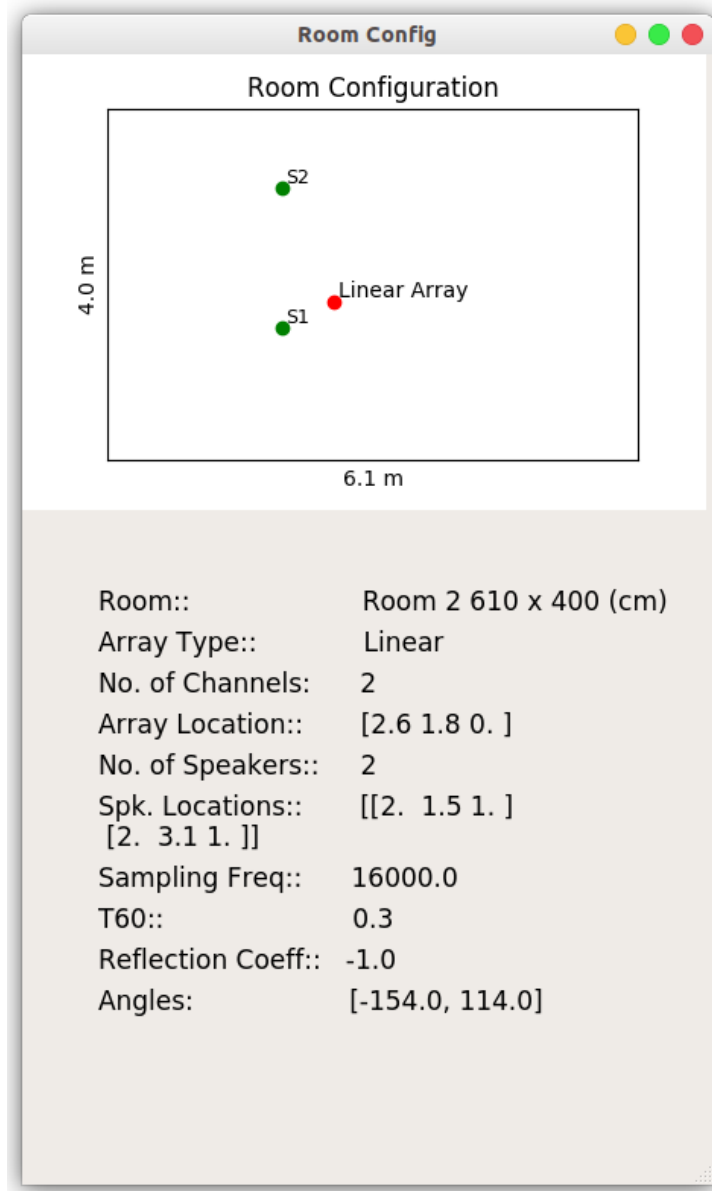 Room Config
Room Configuration
S2
4.0 m
Linear Array
S1
6.1 m
Room:: Room 2 610 x 400 (cm)
Array Type:: Linear
No. of Channels: 2
Array Location:: [2.6 1.8 0. ]
No. of Speakers:: 2
Spk. Locations:: [[2.  1.5 1. ]
[2.  3.1 1. ]]
Sampling Freq:: 16000.0
T60:: 0.3
Reflection Coeff:: -1.0
Angles: [-154.0, 114.0]